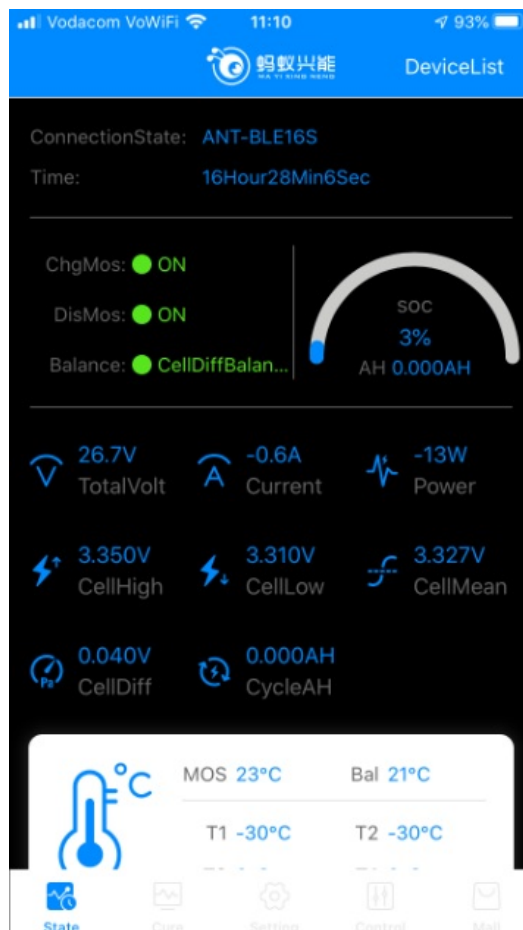 Vodacom VoWiFi 11:10 93%
蚂蚁兴能 DeviceList
MA YI XING NENG
ConnectionState: ANT-BLE16S
Time: 16Hour28Min6Sec
ChgMos: ON
DisMos: ON
Balance: CellDiffBalan...
SOC
3%
AH 0.000AH
26.7V -0.6A -13W
V TotalVolt A Current Power
3.350V 3.310V 3.327V
CellHigh CellLow CellMean
0.040V 0.000AH
Pa CellDiff CycleAH
°C MOS 23°C Bal 21°C
T1 -30°C T2 -30°C
State Cure Setting Control Mall